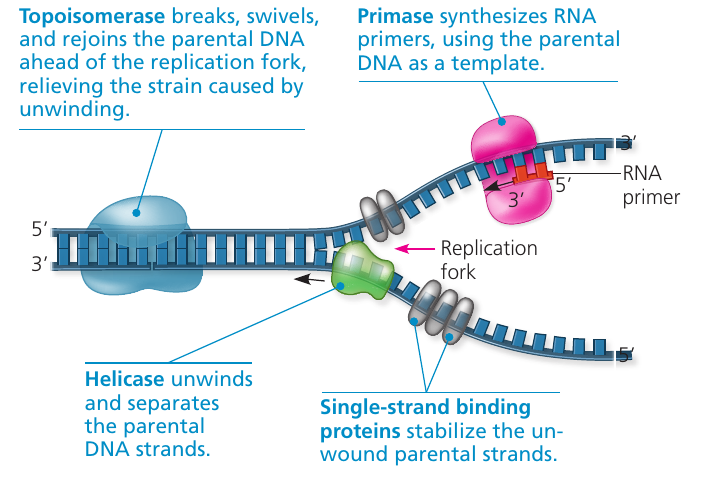 Topoisomerase breaks, swivels,
and rejoins the parental DNA
ahead of the replication fork,
relieving the strain caused by
unwinding.
Primase synthesizes RNA
primers, using the parental
DNA as a template.
3′
RNA
primer
5′
3′
5′
3′
Replication
fork
5′
Helicase unwinds
and separates
the parental
DNA strands.
Single-strand binding
proteins stabilize the un-
wound parental strands.